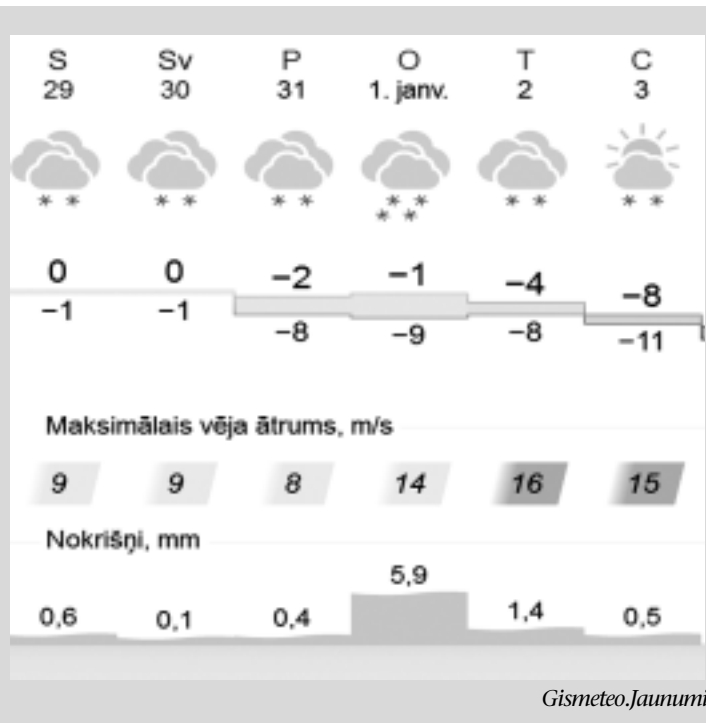 S Sv P O T C
29 30 31 1. janv. 2 3
0 0 −2 −1 −4 −8
−1 −1 −8 −9 −8 −11
Maksimālais vēja ātrums, m/s
9 9 8 14 16 15
Nokrišņi, mm
0,6 0,1 0,4 5,9 1,4 0,5
Gismeteo.Jaunumi